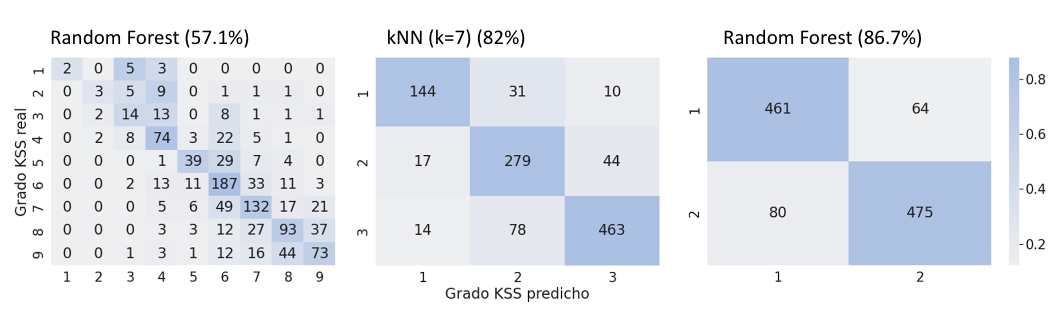 Random Forest (57.1%)
kNN (k=7) (82%)
Random Forest (86.7%)
Grado KSS real
1 2 0 5 3 0 0 0 0 0
2 0 3 5 9 0 1 1 1 0
3 0 2 14 13 0 8 1 1 1
4 0 2 8 74 3 22 5 1 0
5 0 0 0 1 39 29 7 4 0
6 0 0 2 13 11 187 33 11 3
7 0 0 0 5 6 49 132 17 21
8 0 0 0 3 3 12 27 93 37
9 0 0 1 3 1 12 16 44 73
1 2 3 4 5 6 7 8 9
1 144 31 10
2 17 279 44
3 14 78 463
1 2 3
Grado KSS predicho
1 461 64
2 80 475
1 2
0.8
0.6
0.4
0.2